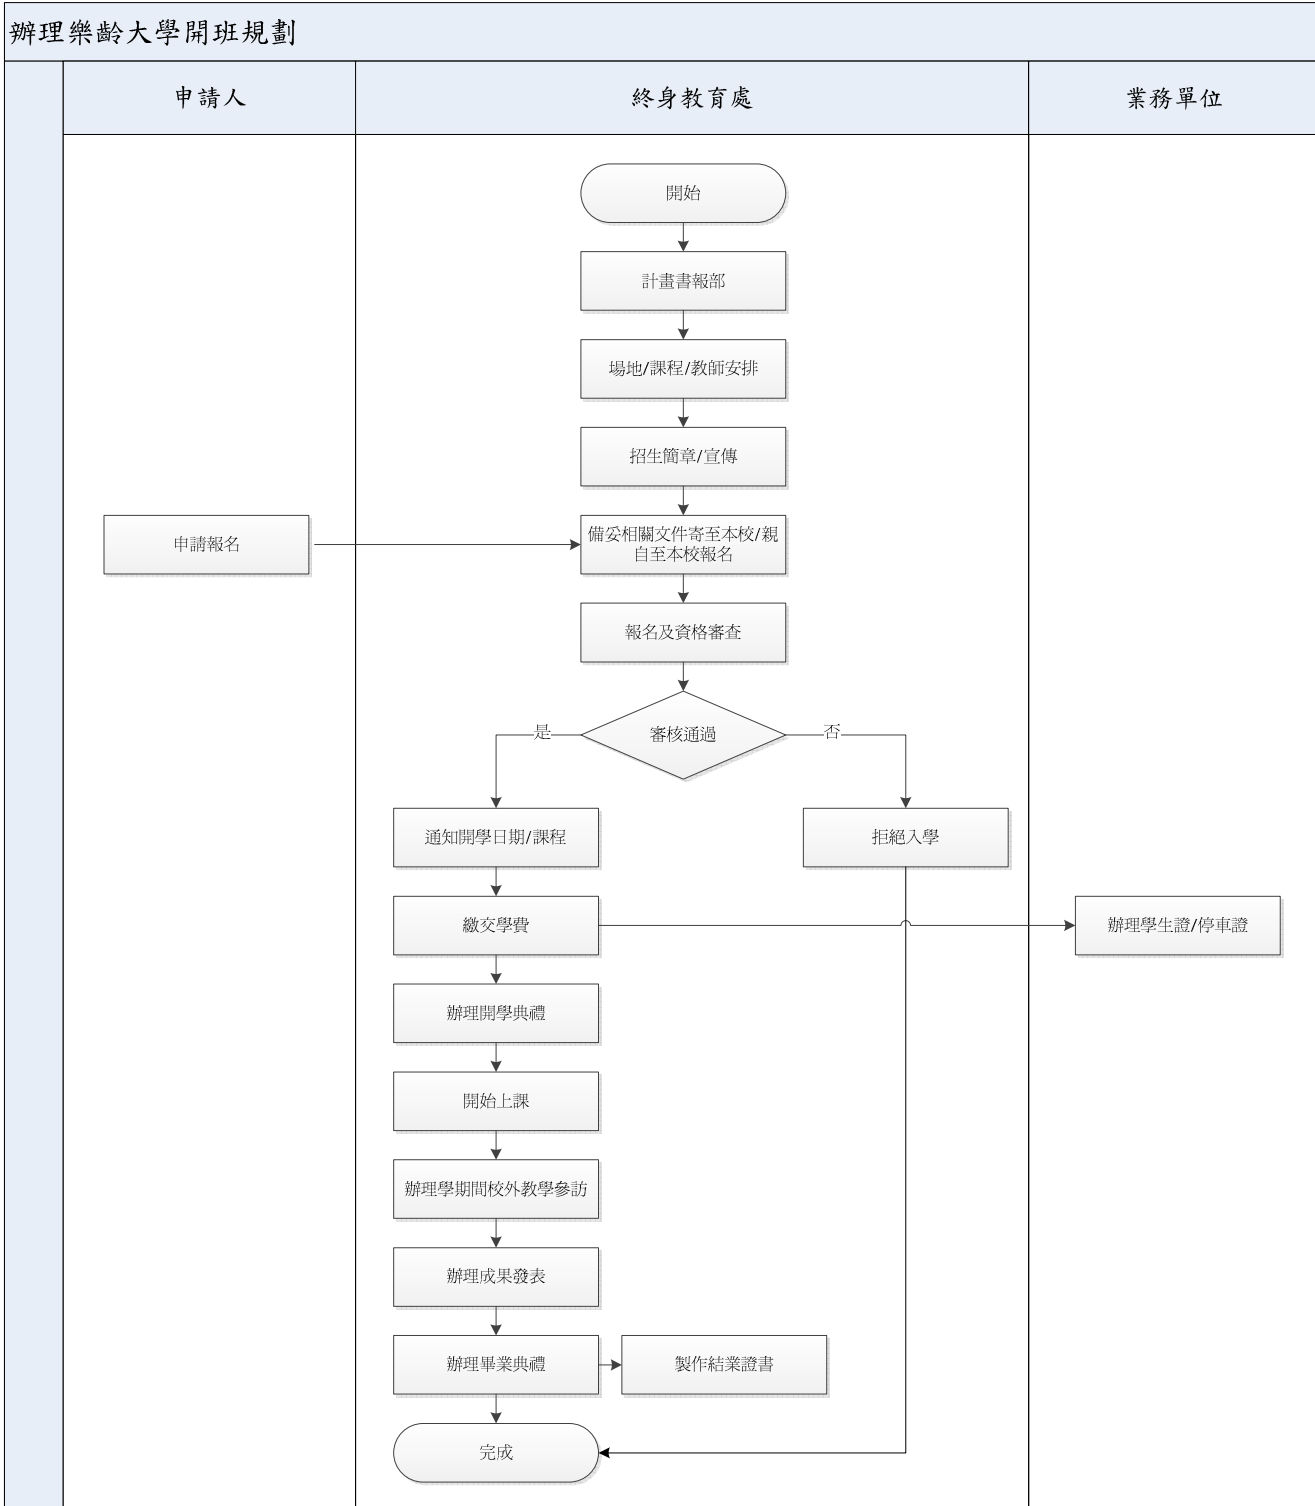 辦理樂齡大學開班規劃
申請人
終身教育處
業務單位
開始
計畫書報部
場地/課程/教師安排
招生簡章/宣傳
申請報名
備妥相關文件寄至本校/親
自至本校報名
報名及資格審查
審核通過
是
否
通知開學日期/課程
拒絕入學
繳交學費
辦理學生證/停車證
辦理開學典禮
開始上課
辦理學期間校外教學參訪
辦理成果發表
辦理畢業典禮
製作結業證書
完成